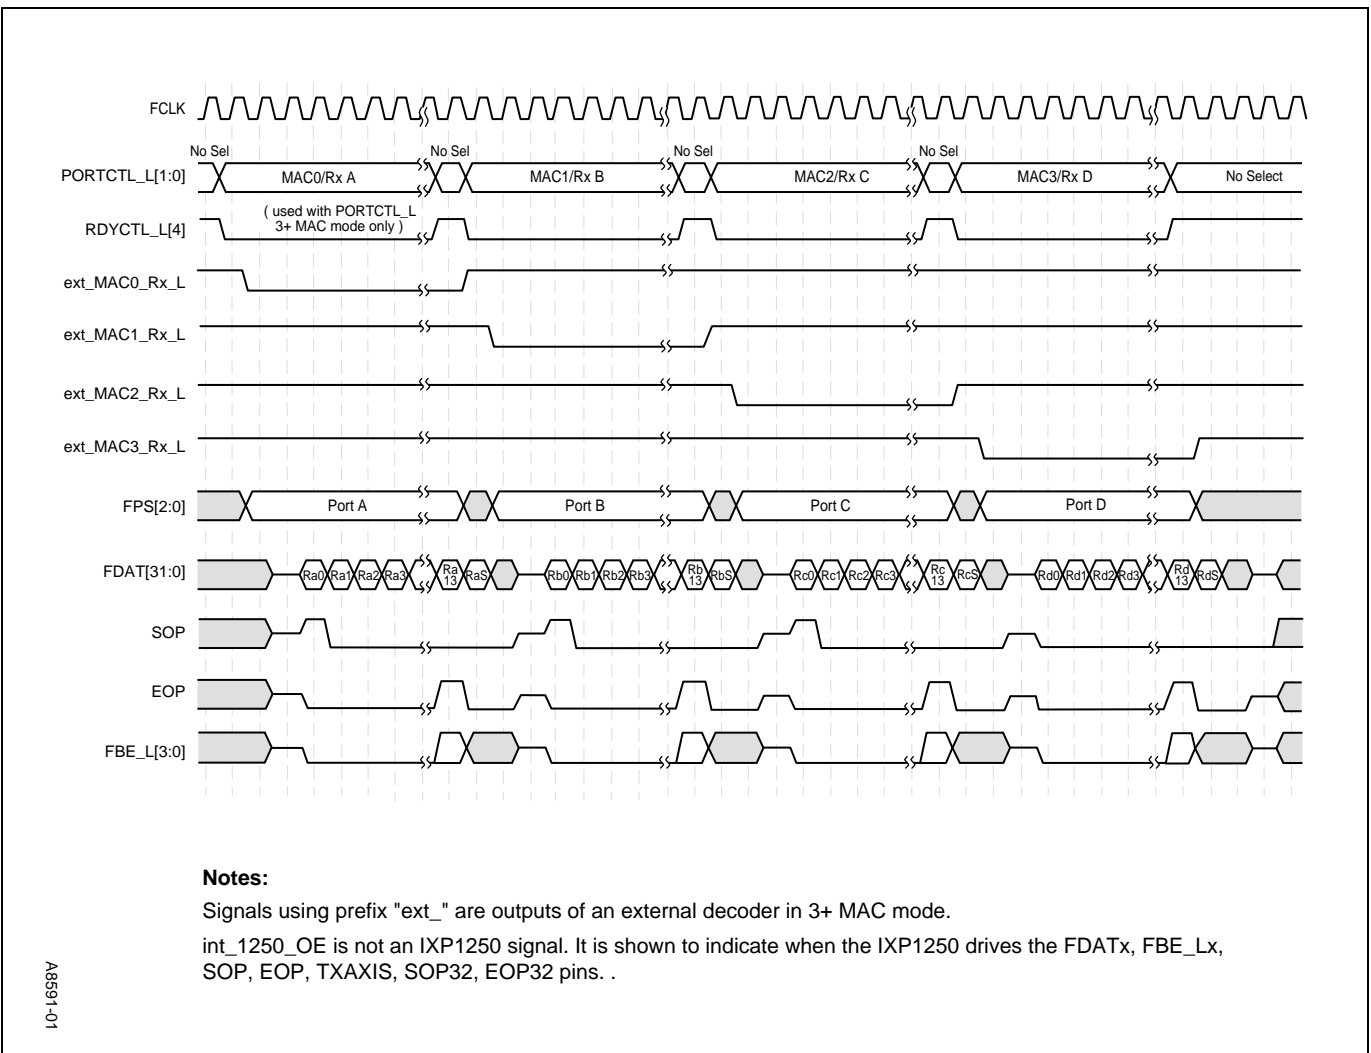 FCLK
No Sel No Sel No Sel No Sel
PORTCTL_L[1:0] MAC0/Rx A MAC1/Rx B MAC2/Rx C MAC3/Rx D No Select
( used with PORTCTL_L
3+ MAC mode only )
RDYCTL_L[4]
ext_MAC0_Rx_L
ext_MAC1_Rx_L
ext_MAC2_Rx_L
ext_MAC3_Rx_L
FPS[2:0] Port A Port B Port C Port D
FDAT[31:0] Ra0 Ra1 Ra2 Ra3 Ra 13 RaS Rb0 Rb1 Rb2 Rb3 Rb 13 RbS Rc0 Rc1 Rc2 Rc3 Rc 13 RcS Rd0 Rd1 Rd2 Rd3 Rd 13 RdS
SOP
EOP
FBE_L[3:0]
Notes:
Signals using prefix "ext_" are outputs of an external decoder in 3+ MAC mode.
int_1250_OE is not an IXP1250 signal. It is shown to indicate when the IXP1250 drives the FDATx, FBE_Lx,
SOP, EOP, TXAXIS, SOP32, EOP32 pins. .
A8591-01